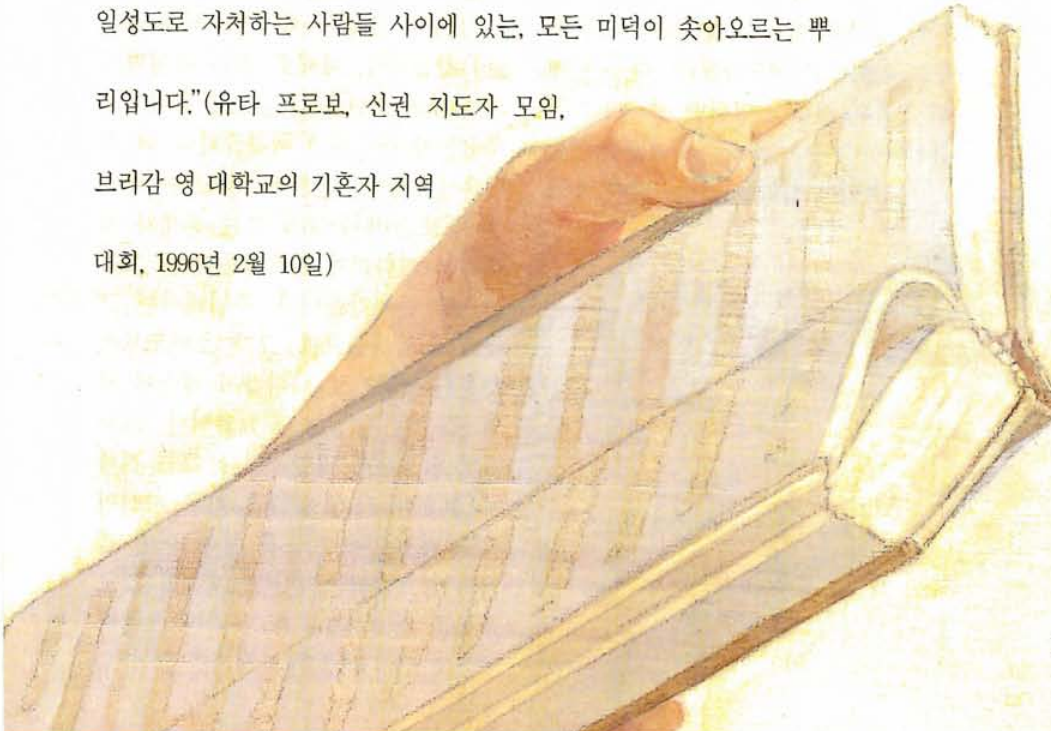 일성도로 자처하는 사람들 사이에 있는, 모든 미덕이 솟아오르는 뿌
리입니다.”(유타 프로보, 신권 지도자 모임,
브리감 영 대학교의 기혼자 지역
대회, 1996년 2월 10일)